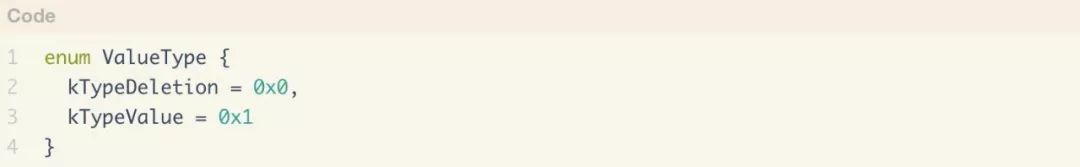 Code
1 enum ValueType {
2   kTypeDeletion = 0x0,
3   kTypeValue = 0x1
4 }